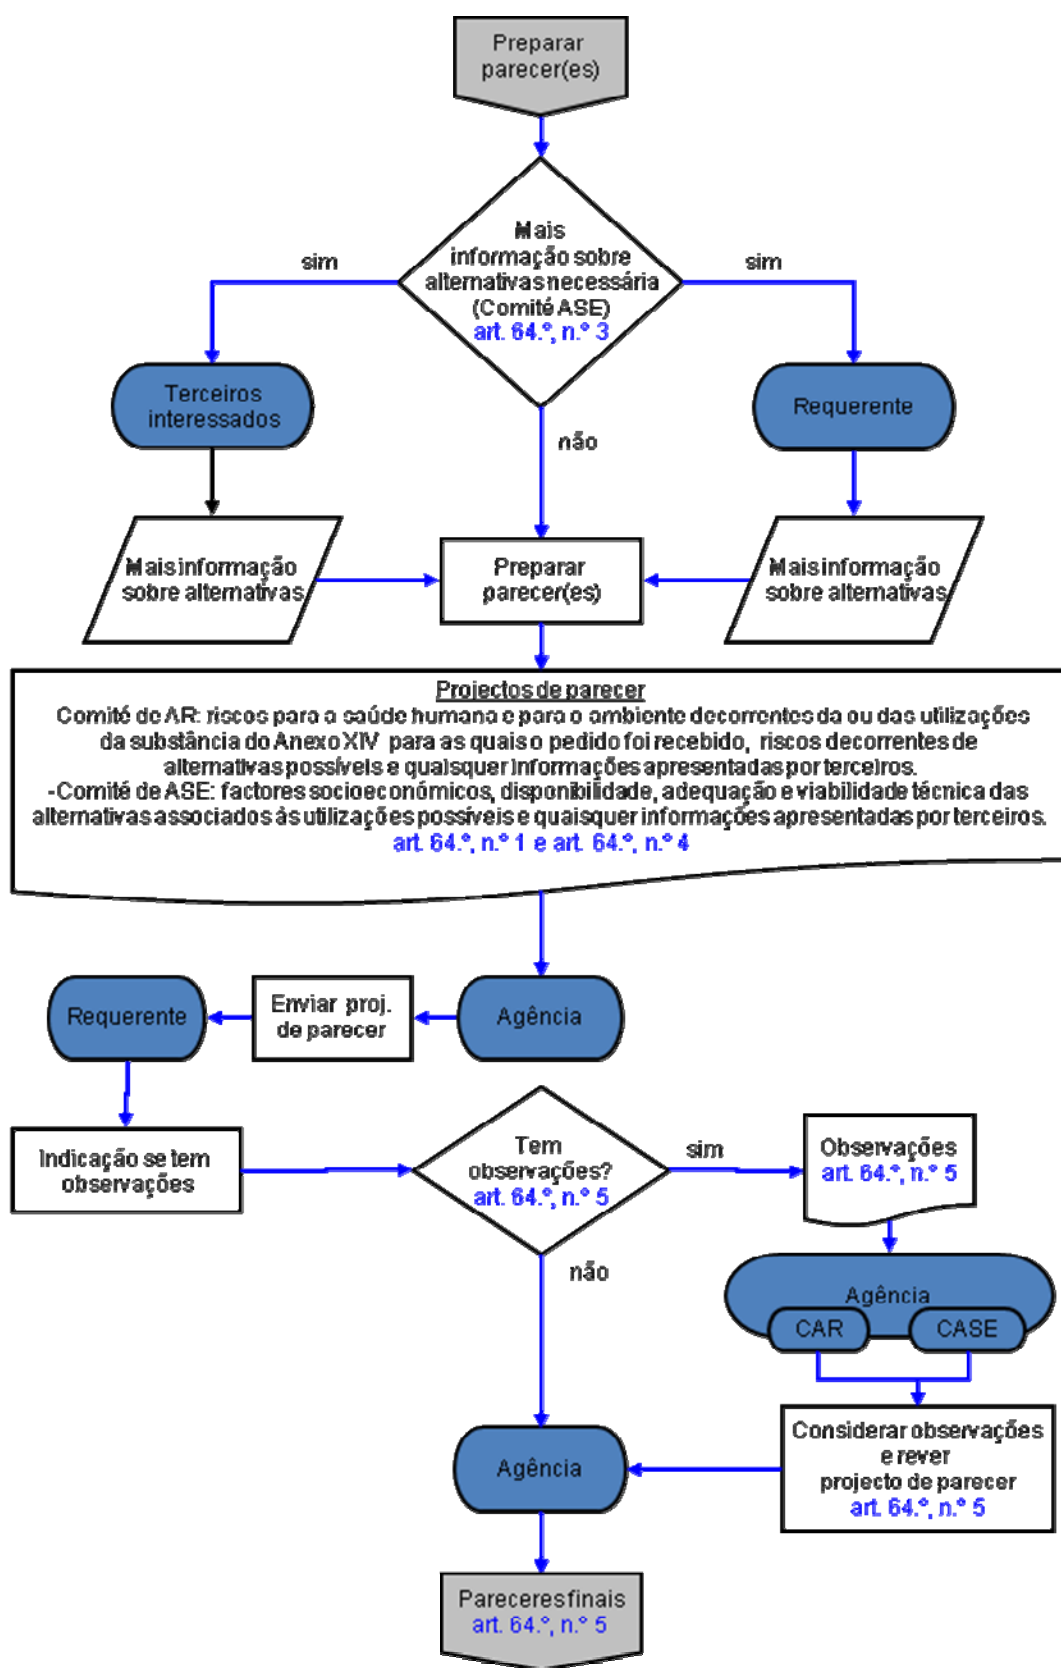 Preparar
parecer(es)
Mais
informação sobre
alternativas necessária
(Comité ASE)
art. 64.º, n.º 3
sim
sim
Terceiros
interessados
Requerente
não
Mais informação
sobre alternativas
Preparar
parecer(es)
Mais informação
sobre alternativas
Projectos de parecer
Comité de AR: riscos para a saúde humana e para o ambiente decorrentes da ou das utilizações
da substância do Anexo XIV para as quais o pedido foi recebido, riscos decorrentes de
alternativas possíveis e quaisquer informações apresentadas por terceiros.
-Comité de ASE: factores socioeconómicos, disponibilidade, adequação e viabilidade técnica das
alternativas associados às utilizações possíveis e quaisquer informações apresentadas por terceiros.
art. 64.º, n.º 1 e art. 64.º, n.º 4
Requerente
Enviar proj.
de parecer
Agência
Indicação se tem
observações
Tem
observações?
art. 64.º, n.º 5
sim
Observações
art. 64.º, n.º 5
não
Agência
CAR
CASE
Considerar observações
e rever
projecto de parecer
art. 64.º, n.º 5
Agência
Pareceres finais
art. 64.º, n.º 5